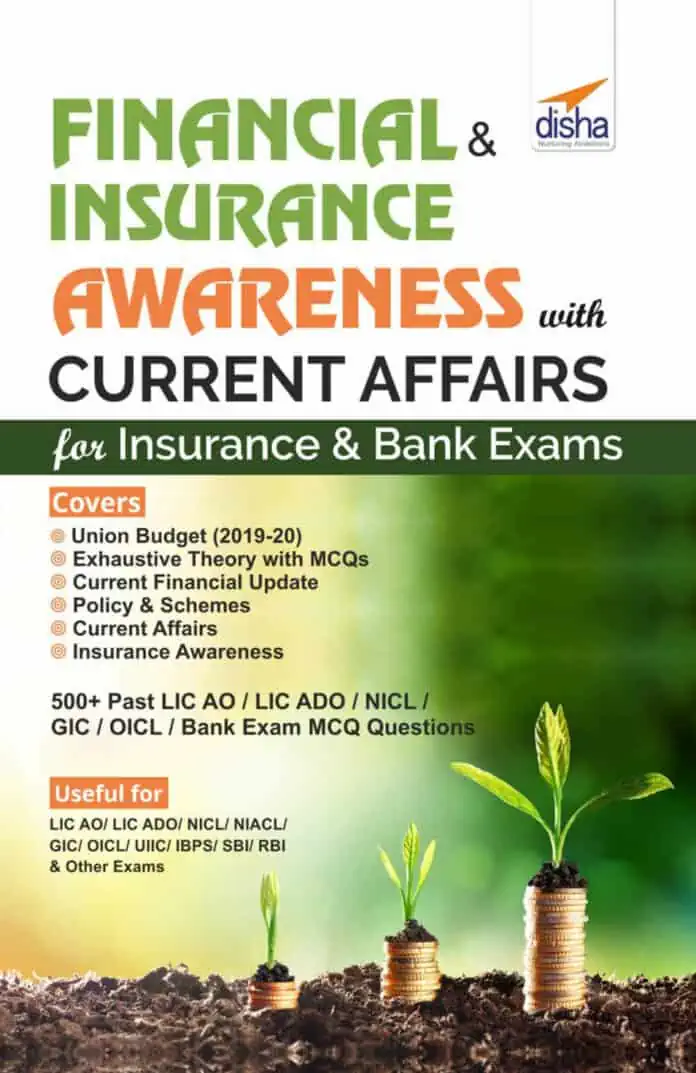 disha
Nurturing Ambitions
FINANCIAL &
INSURANCE
AWARENESS with
CURRENT AFFAIRS
for Insurance & Bank Exams
Covers
Union Budget (2019-20)
Exhaustive Theory with MCQs
Current Financial Update
Policy & Schemes
Current Affairs
Insurance Awareness
500+ Past LIC AO / LIC ADO / NICL /
GIC / OICL / Bank Exam MCQ Questions
Useful for
LIC AO/ LIC ADO/ NICL/ NIACL/
GIC/ OICL/ UIIC/ IBPS/ SBI/ RBI
& Other Exams